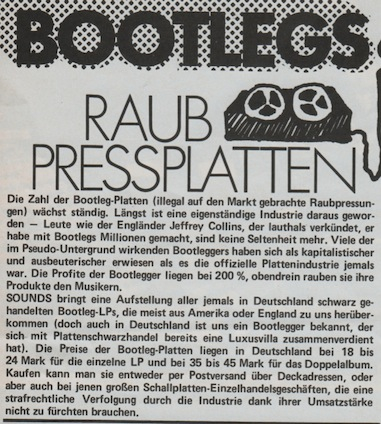 BOOTLEGS
RAUB
PRESSPLATTEN
Die Zahl der Bootleg-Platten (illegal auf den Markt gebrachte Raubpressun-
gen) wächst ständig. Längst ist eine eigenständige Industrie daraus gewor-
den — Leute wie der Engländer Jeffrey Collins, der lauthals verkündet, er
habe mit Bootlegs Millionen gemacht, sind keine Seltenheit mehr. Viele der
im Pseudo-Untergrund wirkenden Bootleggers haben sich als kapitalistischer
und ausbeuterischer erwiesen als es die offizielle Plattenindustrie jemals
war. Die Profite der Bootlegger liegen bei 200 %, obendrein rauben sie ihre
Produkte den Musikern.
SOUNDS bringt eine Aufstellung aller jemals in Deutschland schwarz ge-
handelten Bootleg-LPs, die meist aus Amerika oder England zu uns herüber-
kommen (doch auch in Deutschland ist uns ein Bootlegger bekannt, der
sich mit Plattenschwarzhandel bereits eine Luxusvilla zusammenverdient
hat). Die Preise der Bootleg-Platten liegen in Deutschland bei 18 bis
24 Mark für die einzelne LP und bei 35 bis 45 Mark für das Doppelalbum.
Kaufen kann man sie entweder per Postversand über Deckadressen, oder
aber auch bei jenen großen Schallplatten-Einzelhandelsgeschäften, die eine
strafrechtliche Verfolgung durch die Industrie dank ihrer Umsatzstärke
nicht zu fürchten brauchen.